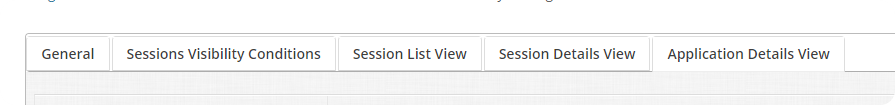 General
Sessions Visibility Conditions
Session List View
Session Details View
Application Details View